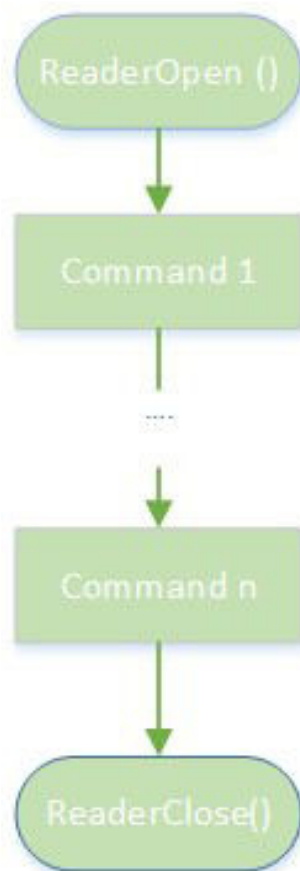 ReaderOpen ()
Command 1
....
Command n
ReaderClose()